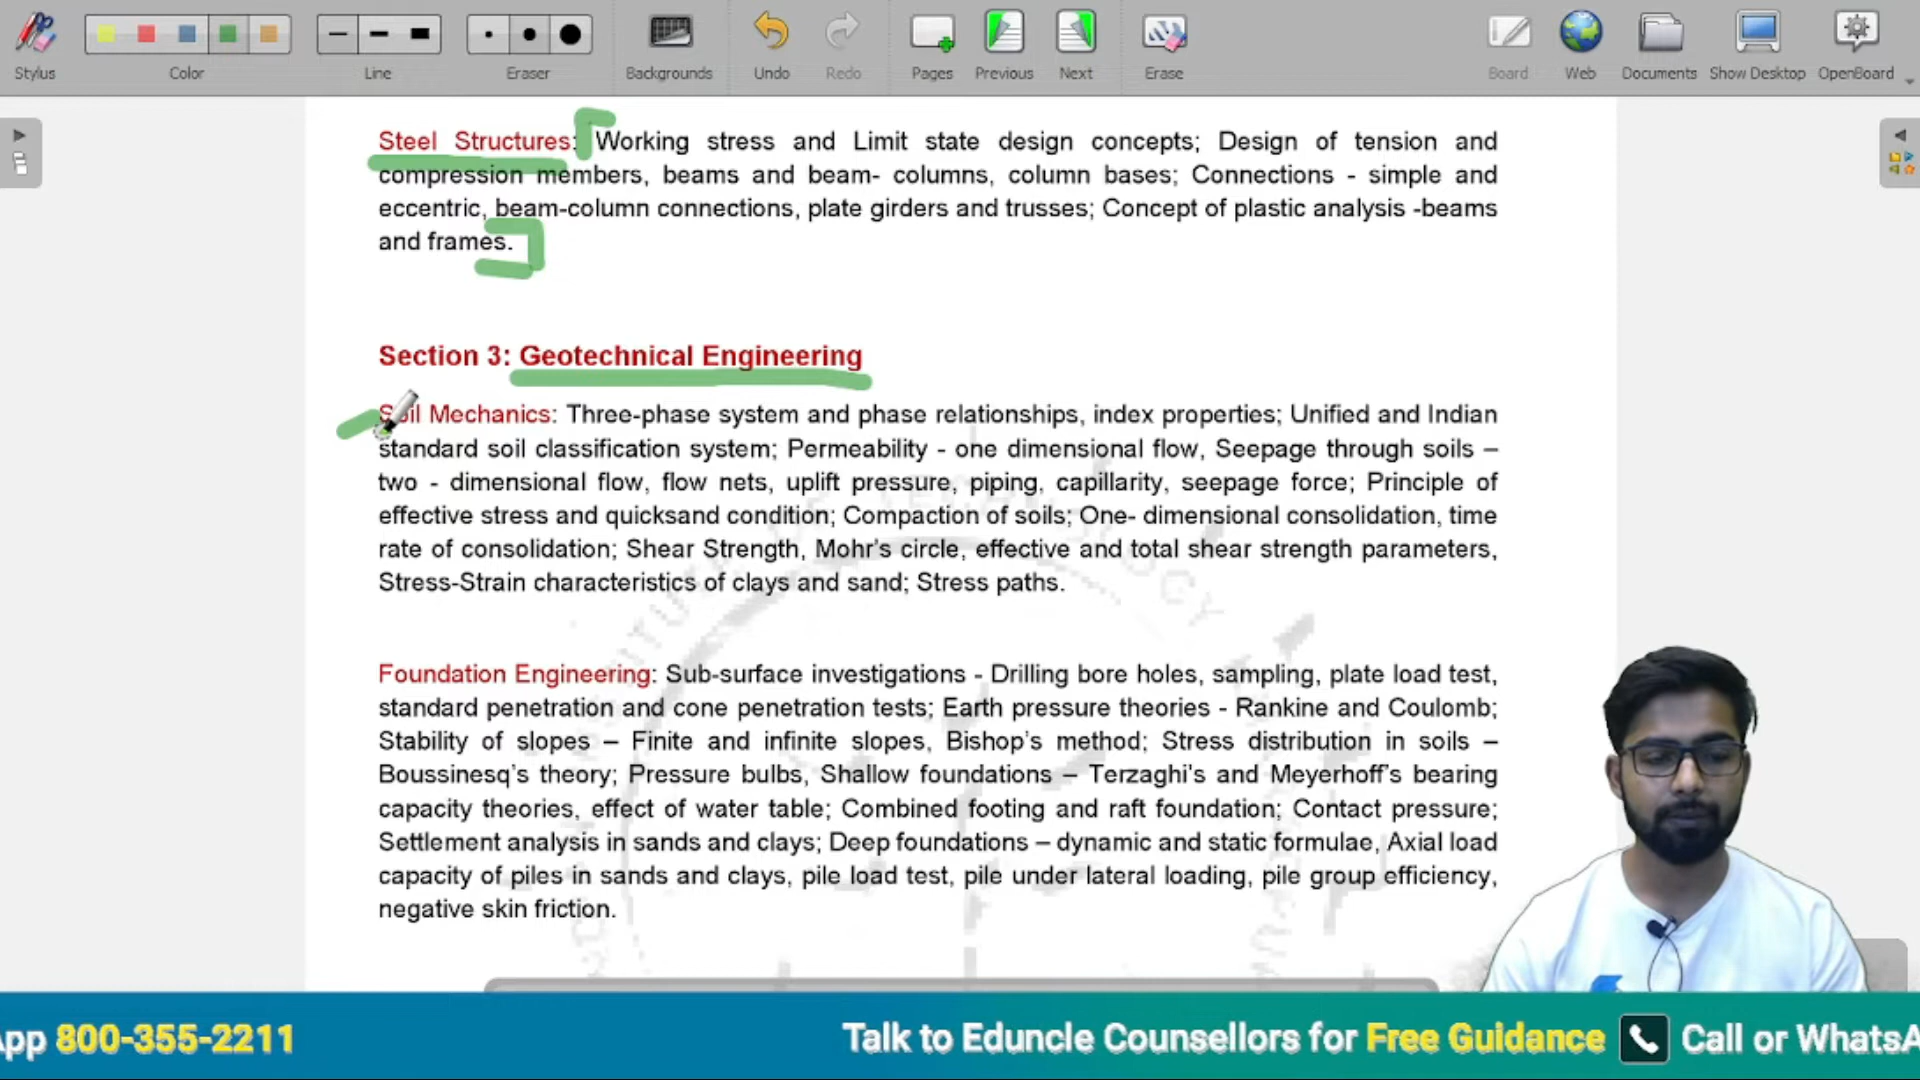 Stylus
Color
Line
Eraser
Backgrounds
Undo
Redo
Pages
Previous
Next
Erase
Board
Web
Documents
Show Desktop
OpenBoard
Steel Structures: Working stress and Limit state design concepts; Design of tension and
compression members, beams and beam- columns, column bases; Connections - simple and
eccentric, beam-column connections, plate girders and trusses; Concept of plastic analysis -beams
and frames.
Section 3: Geotechnical Engineering
Soil Mechanics: Three-phase system and phase relationships, index properties; Unified and Indian
standard soil classification system; Permeability - one dimensional flow, Seepage through soils –
two - dimensional flow, flow nets, uplift pressure, piping, capillarity, seepage force; Principle of
effective stress and quicksand condition; Compaction of soils; One- dimensional consolidation, time
rate of consolidation; Shear Strength, Mohr's circle, effective and total shear strength parameters,
Stress-Strain characteristics of clays and sand; Stress paths.
Foundation Engineering: Sub-surface investigations - Drilling bore holes, sampling, plate load test,
standard penetration and cone penetration tests; Earth pressure theories - Rankine and Coulomb;
Stability of slopes – Finite and infinite slopes, Bishop's method; Stress distribution in soils –
Boussinesq's theory; Pressure bulbs, Shallow foundations – Terzaghi's and Meyerhoff's bearing
capacity theories, effect of water table; Combined footing and raft foundation; Contact pressure;
Settlement analysis in sands and clays; Deep foundations – dynamic and static formulae, Axial load
capacity of piles in sands and clays, pile load test, pile under lateral loading, pile group efficiency,
negative skin friction.
App 800-355-2211 Talk to Eduncle Counsellors for Free Guidance Call or WhatsA